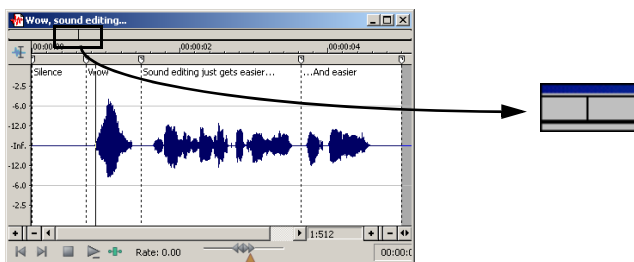 Wow, sound editing...
00:00:00 00:00:02 00:00:04
Silence Wow Sound editing just gets easier... ...And easier
-2.5
-6.0
-12.0
-Inf.
-12.0
-6.0
-2.5
1:512
Rate: 0.00 00:00:0